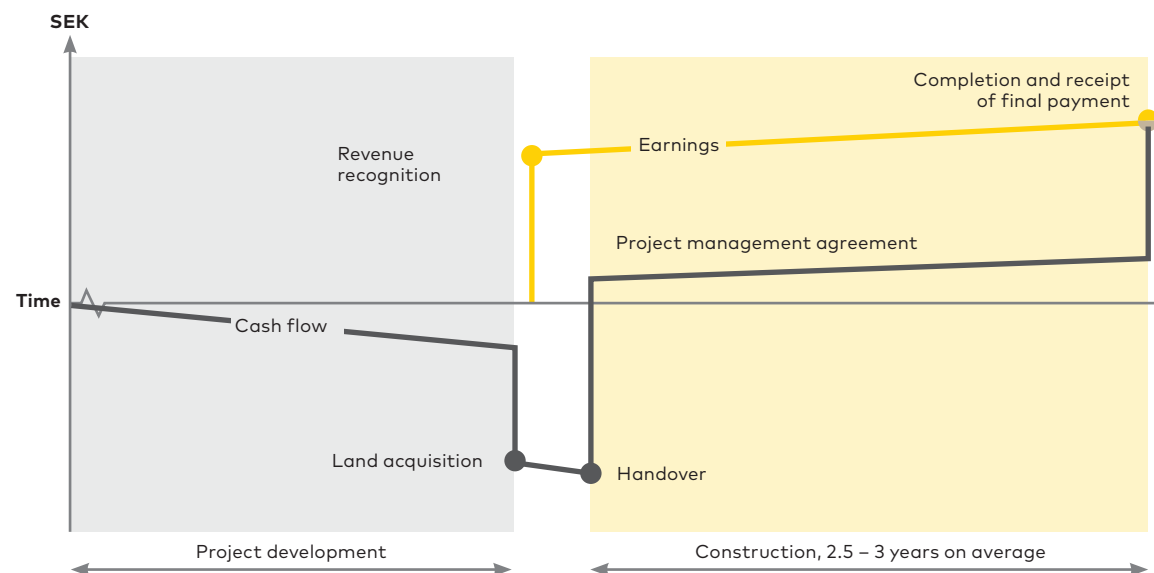 SEK
Completion and receipt
of final payment
Revenue
recognition
Earnings
Project management agreement
Time
Cash flow
Land acquisition
Handover
Project development
Construction, 2.5 – 3 years on average